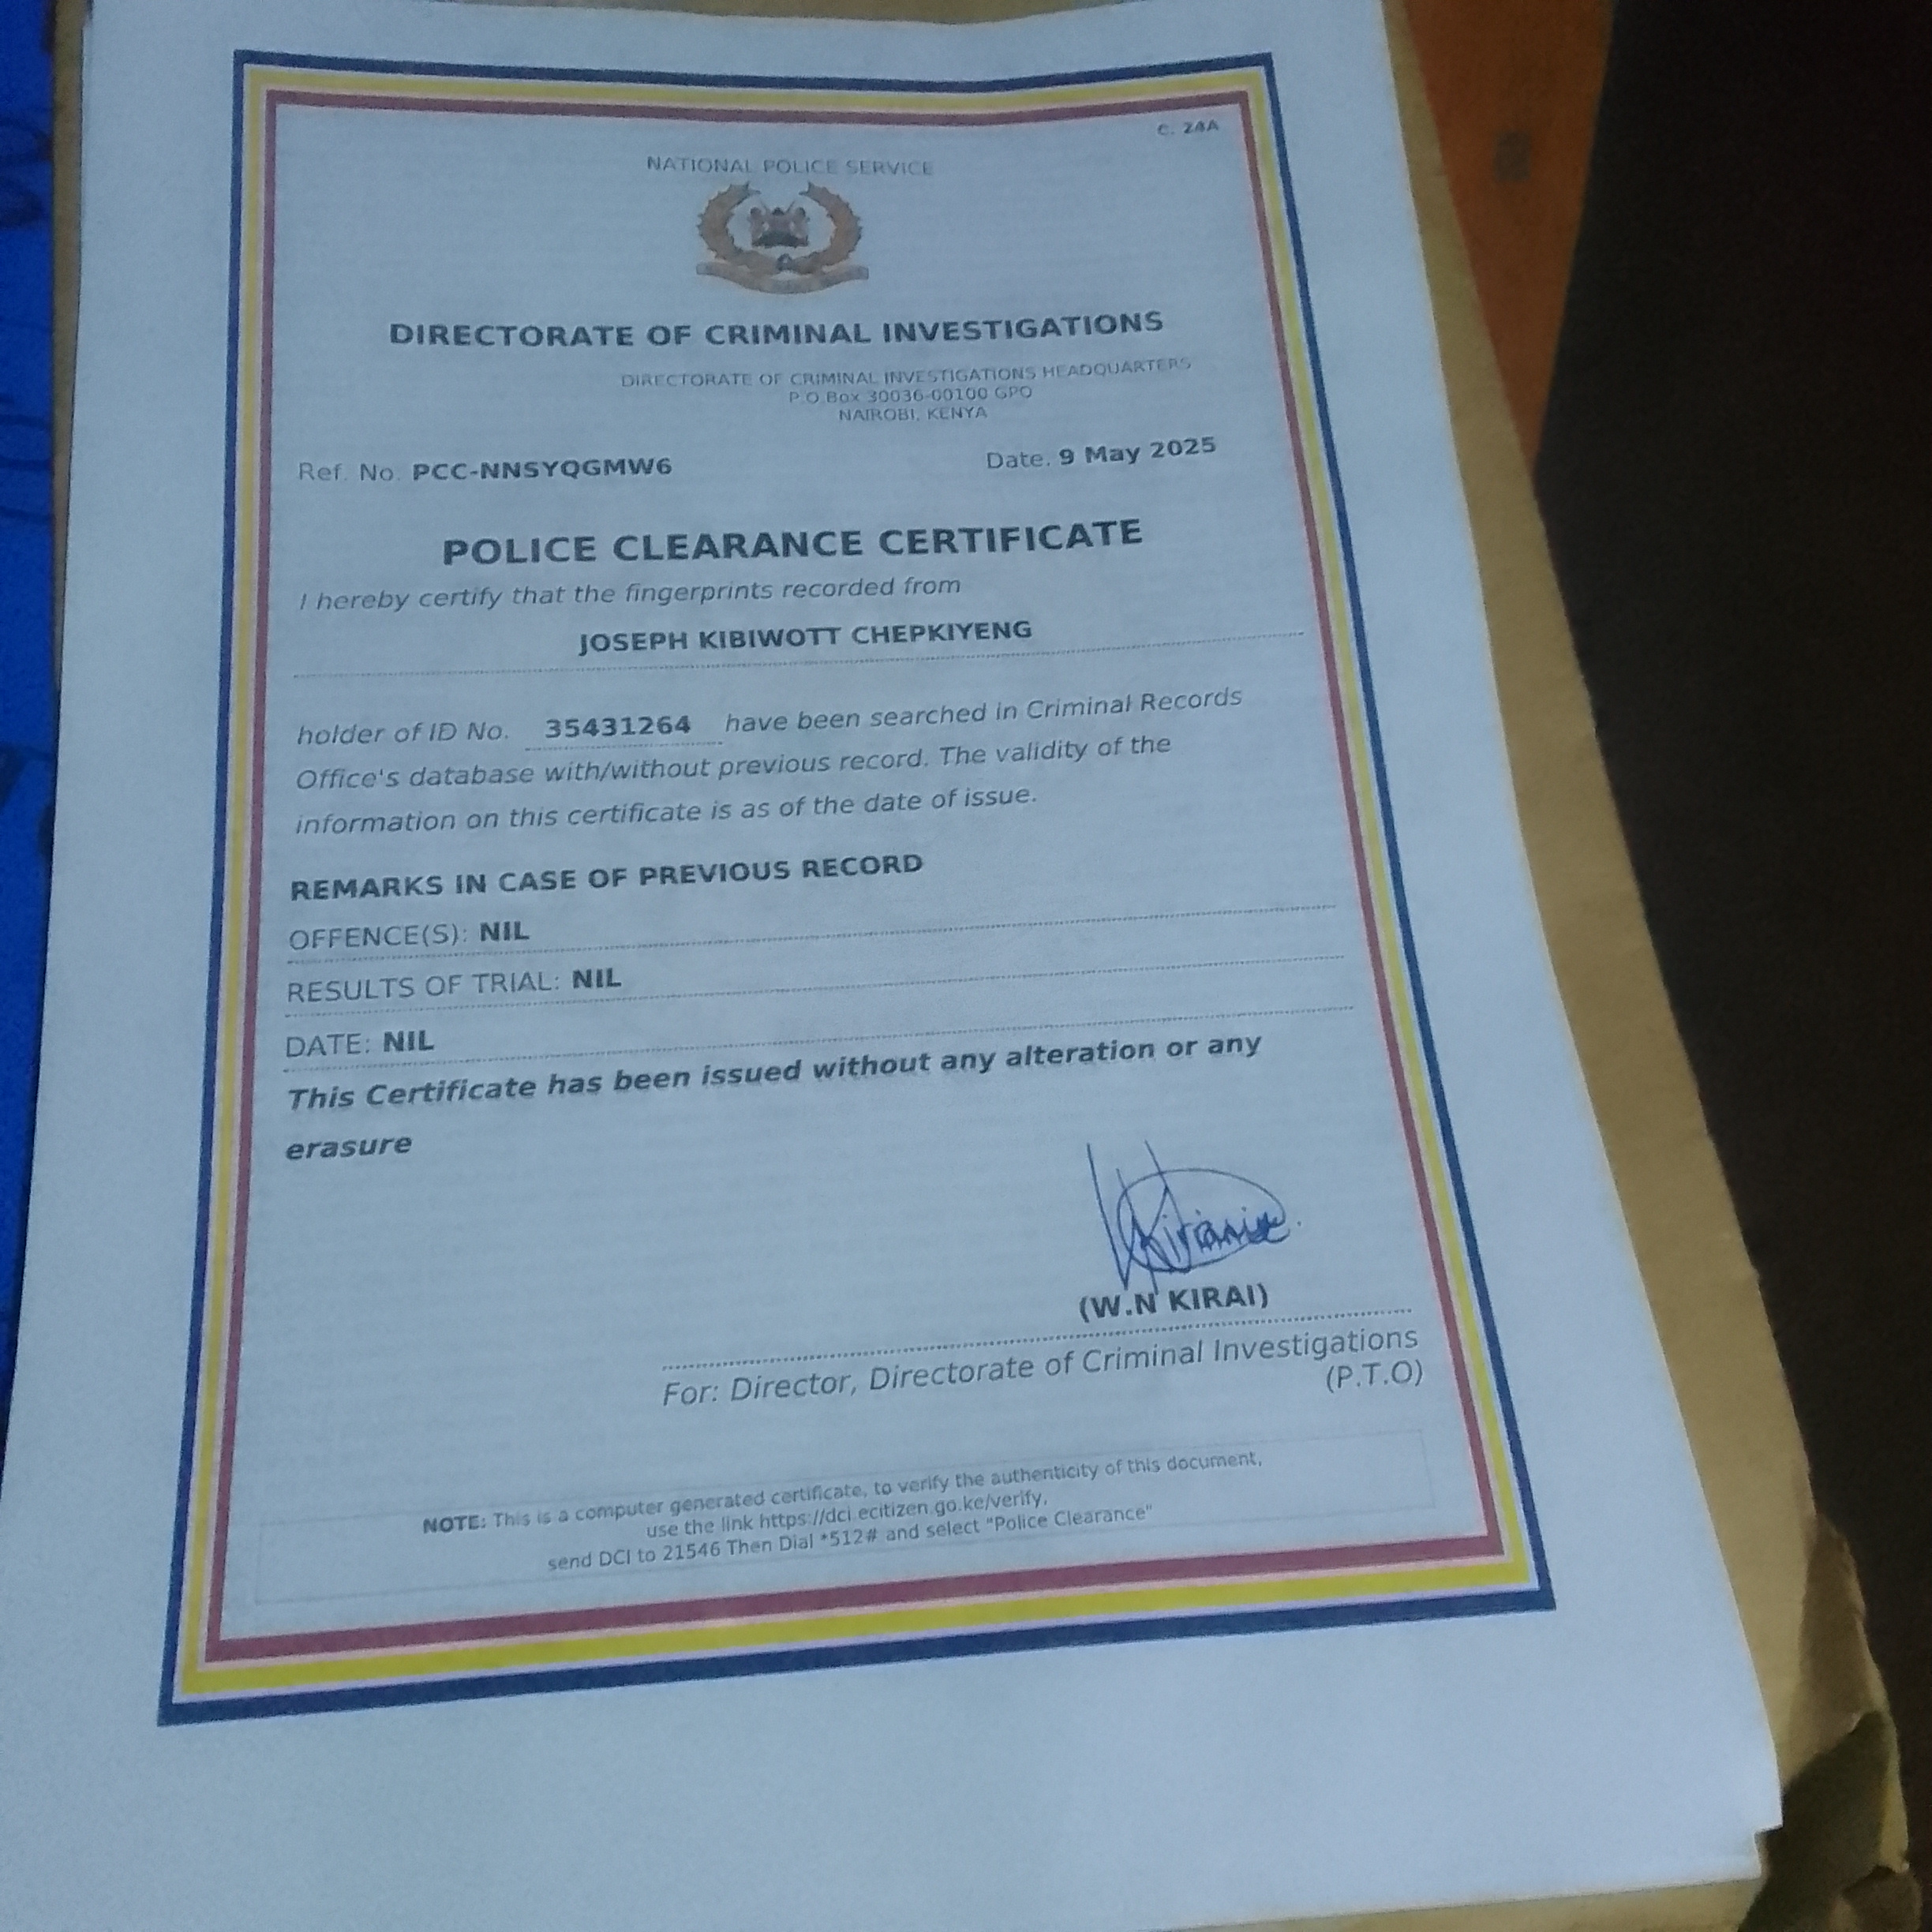 C. 24A
NATIONAL POLICE SERVICE
DIRECTORATE OF CRIMINAL INVESTIGATIONS
DIRECTORATE OF CRIMINAL INVESTIGATIONS HEADQUARTERS
P.O.Box 30036-00100 GPO
NAIROBI, KENYA
Ref. No. PCC-NNSYQGMW6
Date. 9 May 2025
POLICE CLEARANCE CERTIFICATE
I hereby certify that the fingerprints recorded from
JOSEPH KIBIWOTT CHEPKIYENG
holder of ID No. 35431264 have been searched in Criminal Records
Office's database with/without previous record. The validity of the
information on this certificate is as of the date of issue.
REMARKS IN CASE OF PREVIOUS RECORD
OFFENCE(S): NIL
RESULTS OF TRIAL: NIL
DATE: NIL
This Certificate has been issued without any alteration or any
erasure
(W.N KIRAI)
For: Director, Directorate of Criminal Investigations
(P.T.O)
NOTE: This is a computer generated certificate, to verify the authenticity of this document,
use the link https://dci.ecitizen.go.ke/verify,
send DCI to 21546 Then Dial *512# and select "Police Clearance"